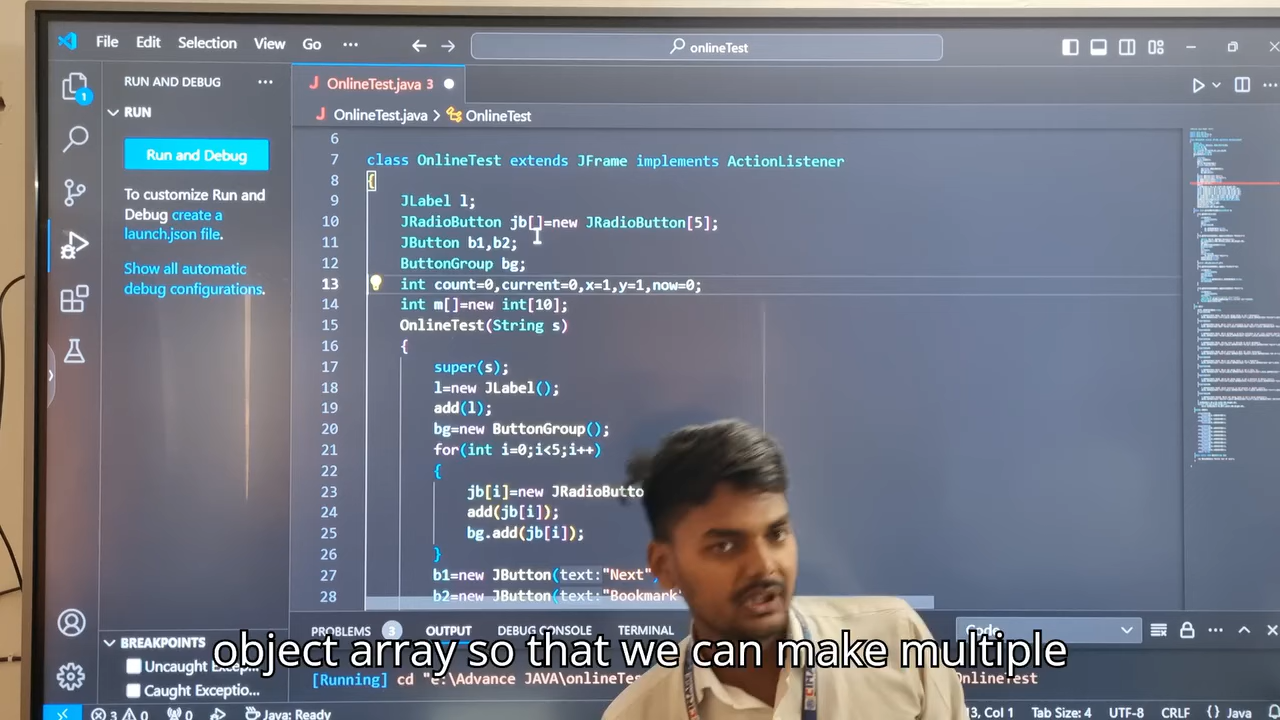 File Edit Selection View Go ··· onlineTest
RUN AND DEBUG ···
RUN
Run and Debug
To customize Run and
Debug create a
launch.json file.
Show all automatic
debug configurations.
BREAKPOINTS
Uncaught Excep...
Caught Exceptio...
1
OnlineTest.java 3
OnlineTest.java > OnlineTest
6
7 class OnlineTest extends JFrame implements ActionListener
8 {
9 JLabel l;
10 JRadioButton jb[]=new JRadioButton[5];
11 JButton b1,b2;
12 ButtonGroup bg;
13 int count=0,current=0,x=1,y=1,now=0;
14 int m[]=new int[10];
15 OnlineTest(String s)
16 {
17 super(s);
18 l=new JLabel();
19 add(l);
20 bg=new ButtonGroup();
21 for(int i=0;i<5;i++)
22 {
23 jb[i]=new JRadioButto
24 add(jb[i]);
25 bg.add(jb[i]);
26 }
27 b1=new JButton(text:"Next"
28 b2=new JButton(text:"Bookmark"
PROBLEMS 3 OUTPUT DEBUG CONSOLE TERMINAL Code
object array so that we can make multiple
[Running] cd "e:\Advance JAVA\onlineTes OnlineTest
3 0 0 Java: Ready 13, Col 1 Tab Size: 4 UTF-8 CRLF {} Java